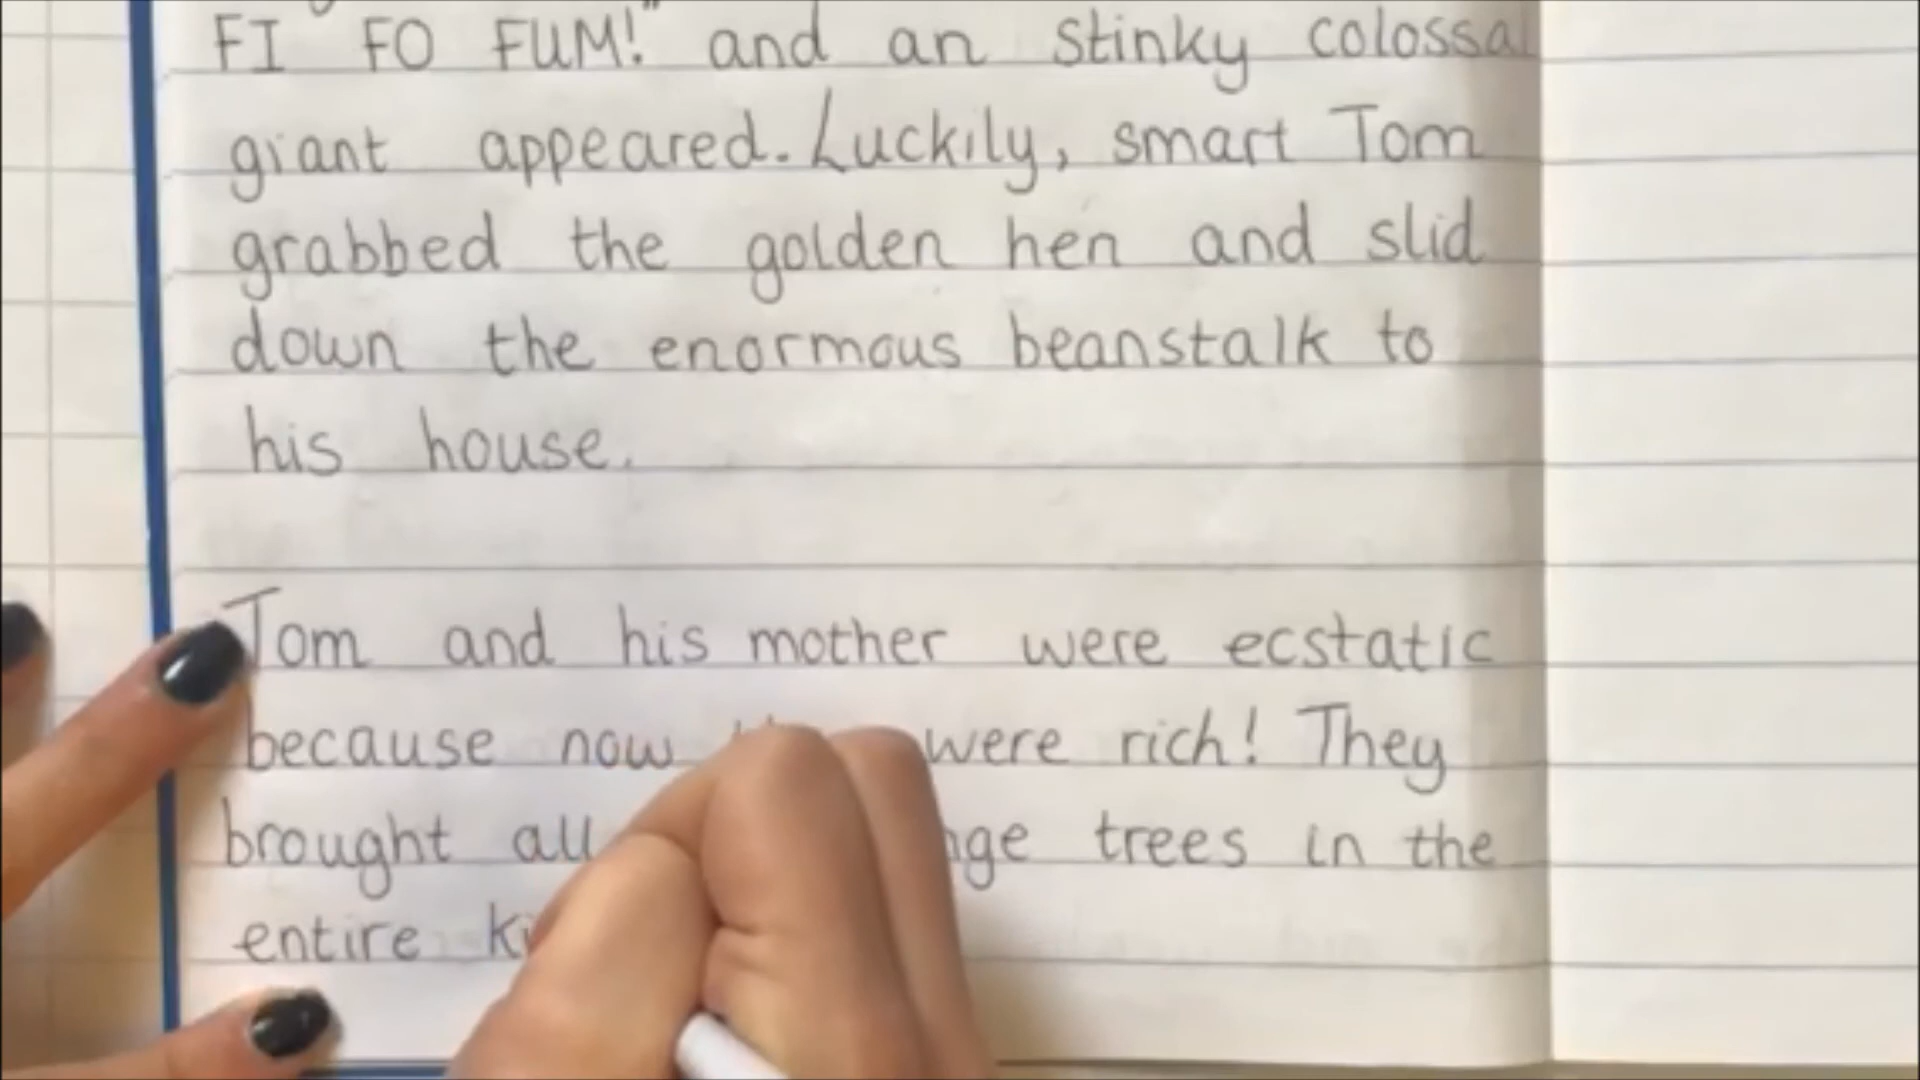 FI FO FUM!" and an stinky colossal
giant appeared. Luckily, smart Tom
grabbed the golden hen and slid
down the enormous beanstalk to
his house.
Tom and his mother were ecstatic
because now were rich! They
brought all trees in the
entire